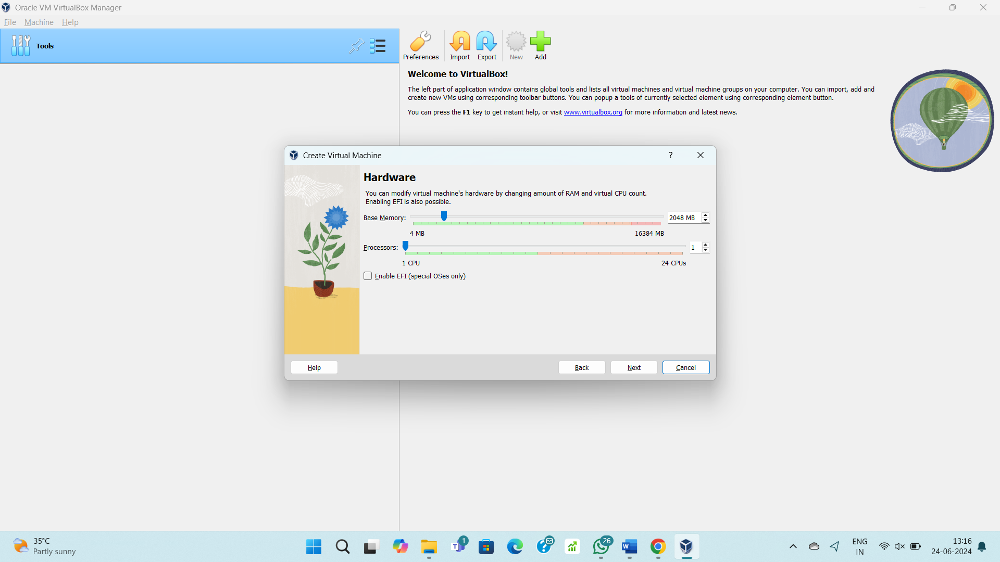 Oracle VM VirtualBox Manager
File Machine Help
Tools
Preferences Import Export New Add
Welcome to VirtualBox!
The left part of application window contains global tools and lists all virtual machines and virtual machine groups on your computer. You can import, add and
create new VMs using corresponding toolbar buttons. You can popup a tools of currently selected element using corresponding element button.
You can press the F1 key to get instant help, or visit www.virtualbox.org for more information and latest news.
Create Virtual Machine ?
Hardware
You can modify virtual machine's hardware by changing amount of RAM and virtual CPU count.
Enabling EFI is also possible.
Base Memory: 2048 MB
4 MB 16384 MB
Processors: 1
1 CPU 24 CPUs
Enable EFI (special OSes only)
Help Back Next Cancel
35°C
Partly sunny
1
26
ENG
IN
13:16
24-06-2024